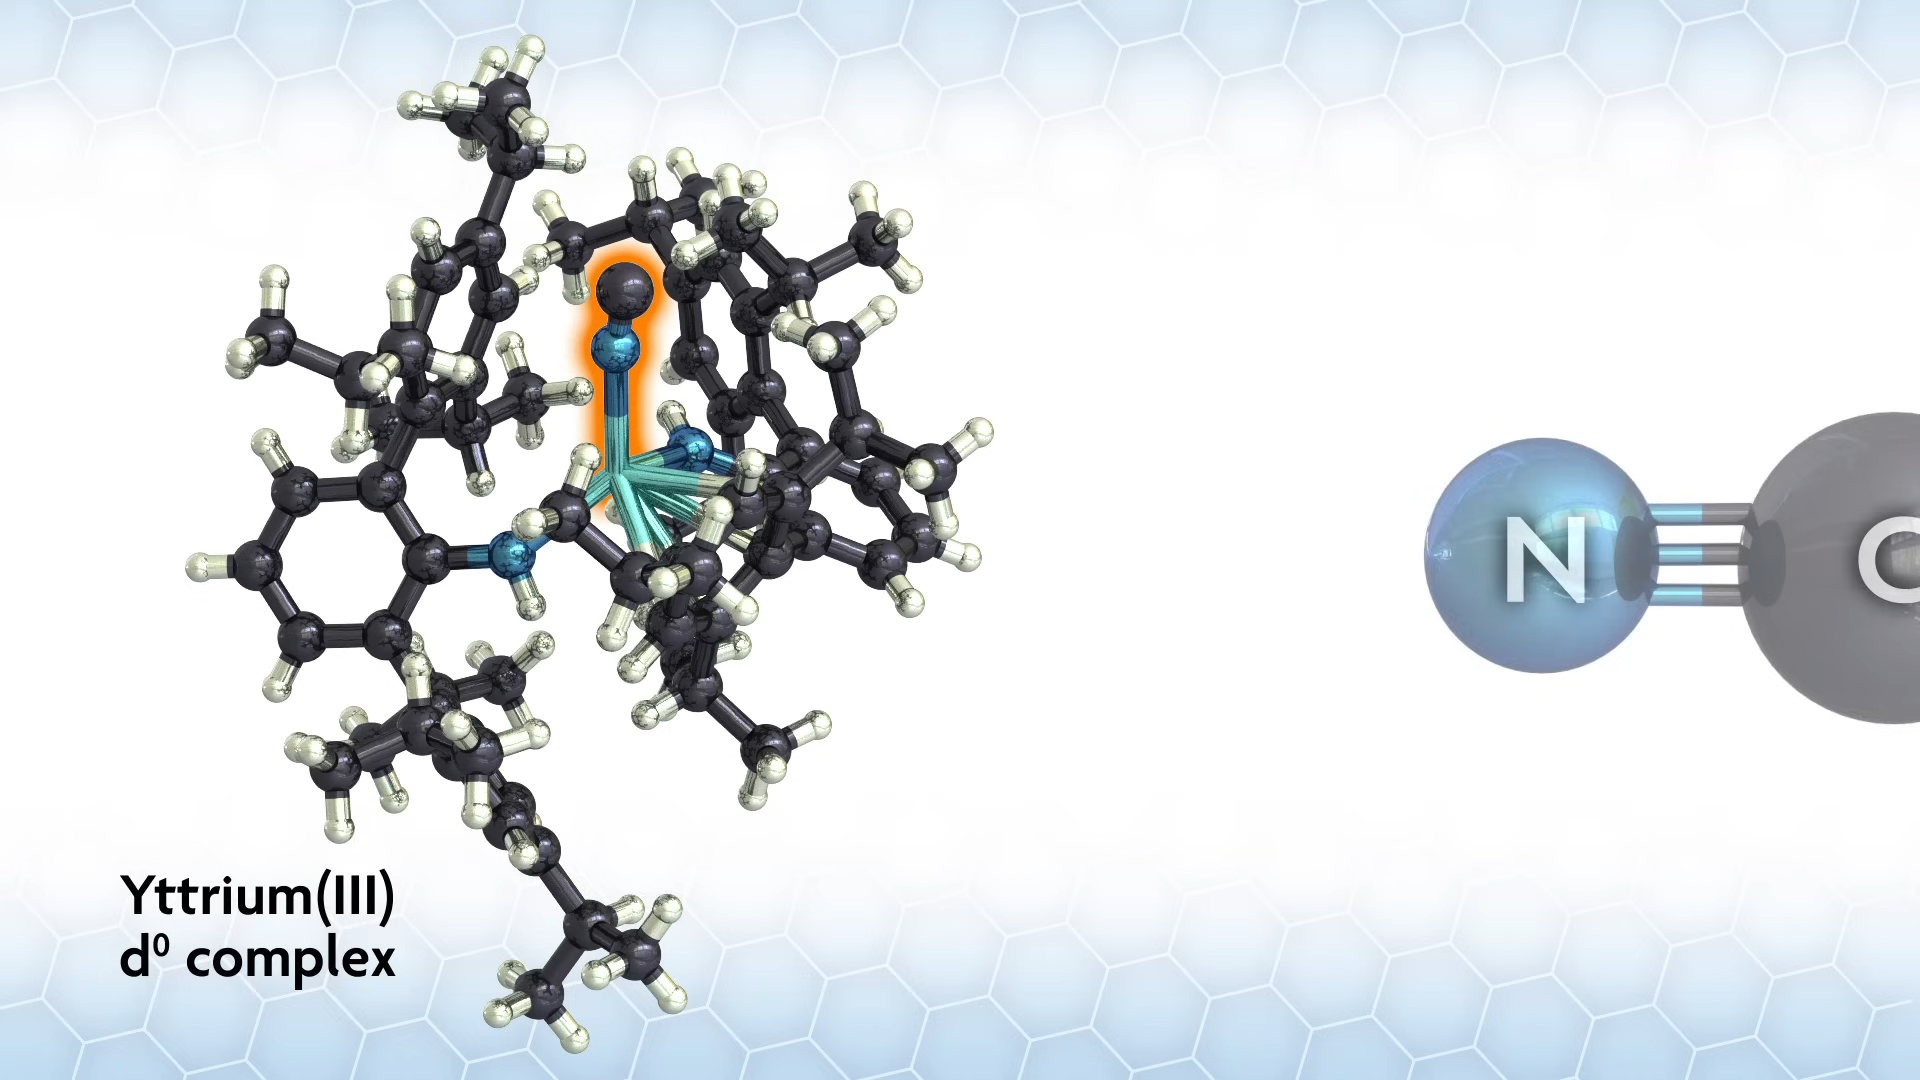 N
Yttrium(III)
d⁰ complex